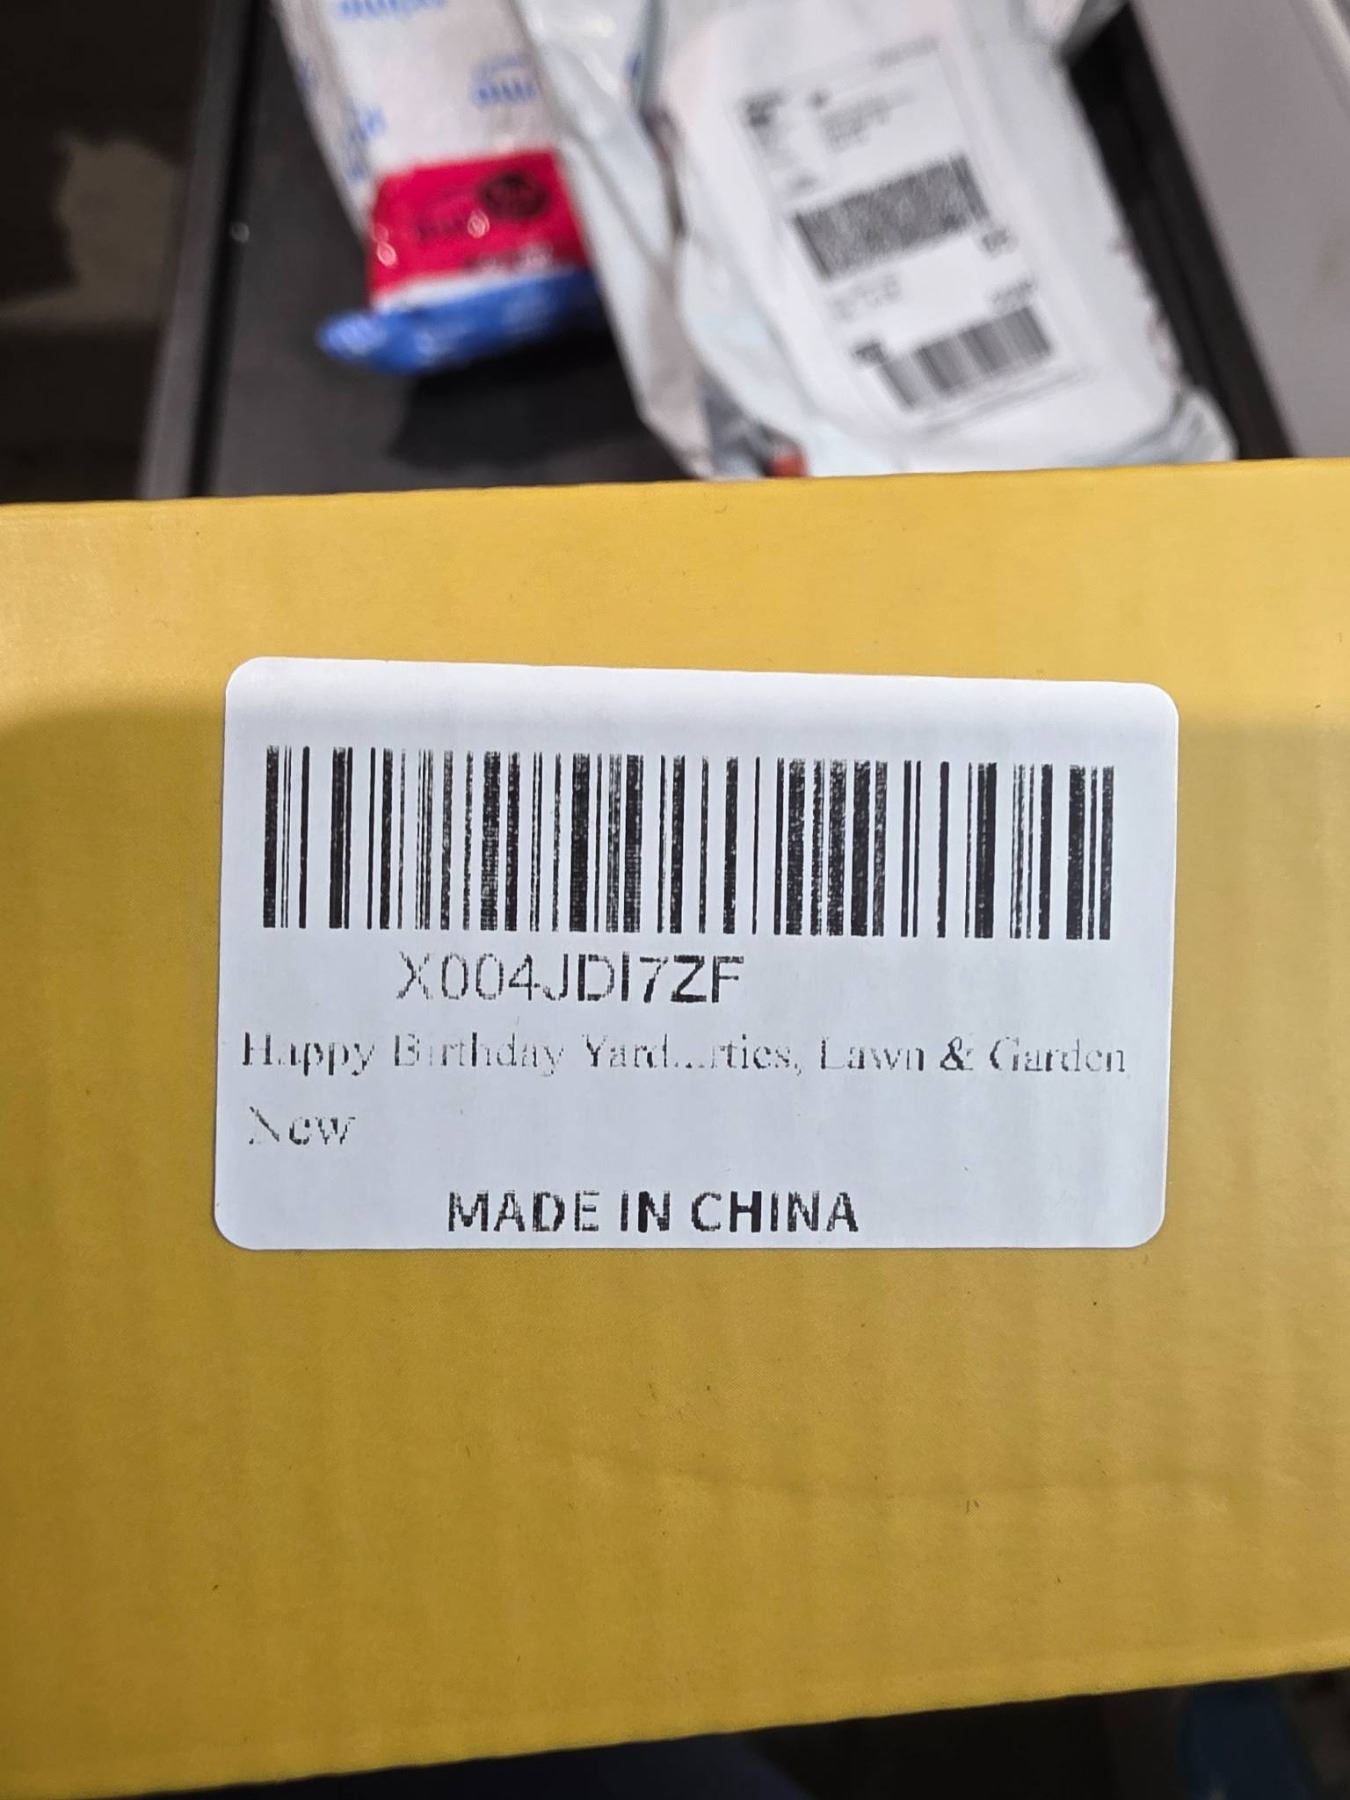 X004JDI7ZF
Happy Birthday Yard...rties, Lawn & Garden
New
MADE IN CHINA